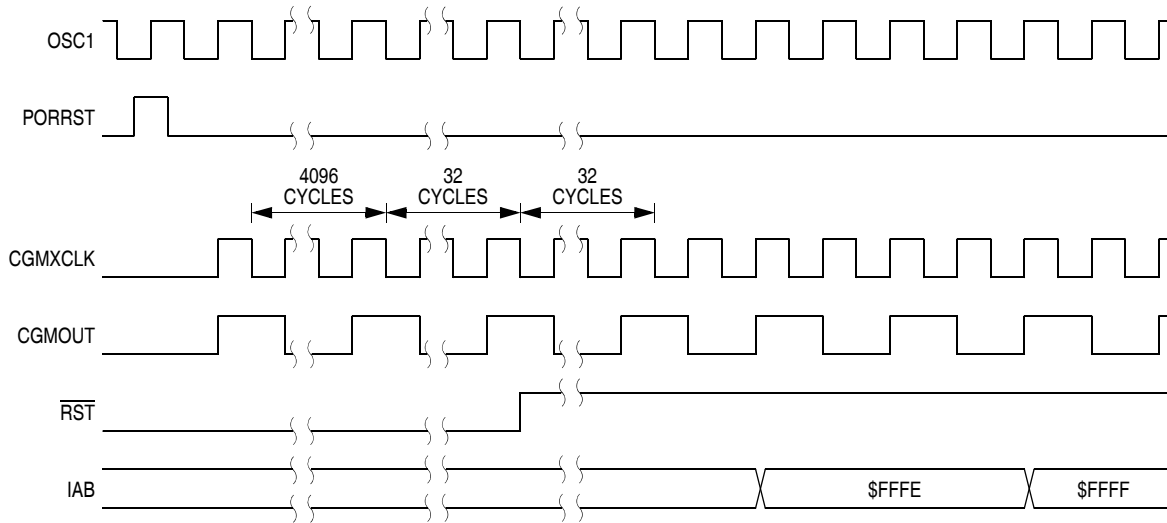 OSC1
PORRST
4096
CYCLES
32
CYCLES
32
CYCLES
CGMXCLK
CGMOUT
RST
IAB
$FFFE
$FFFF